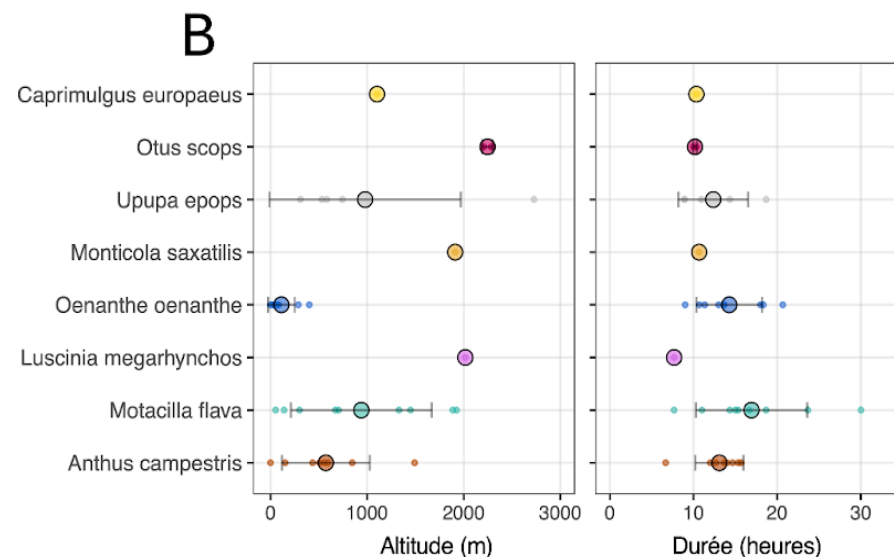 B
Caprimulgus europaeus
Otus scops
Upupa epops
Monticola saxatilis
Oenanthe oenanthe
Luscinia megarhynchos
Motacilla flava
Anthus campestris
0 1000 2000 3000
Altitude (m)
0 10 20 30
Durée (heures)